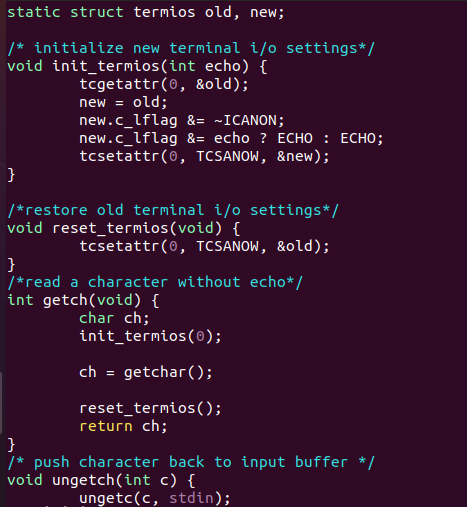 static struct termios old, new;

/* initialize new terminal i/o settings*/
void init_termios(int echo) {
        tcgetattr(0, &old);
        new = old;
        new.c_lflag &= ~ICANON;
        new.c_lflag &= echo ? ECHO : ECHO;
        tcsetattr(0, TCSANOW, &new);
}

/*restore old terminal i/o settings*/
void reset_termios(void) {
        tcsetattr(0, TCSANOW, &old);
}
/*read a character without echo*/
int getch(void) {
        char ch;
        init_termios(0);

        ch = getchar();

        reset_termios();
        return ch;
}
/* push character back to input buffer */
void ungetch(int c) {
        ungetc(c, stdin);